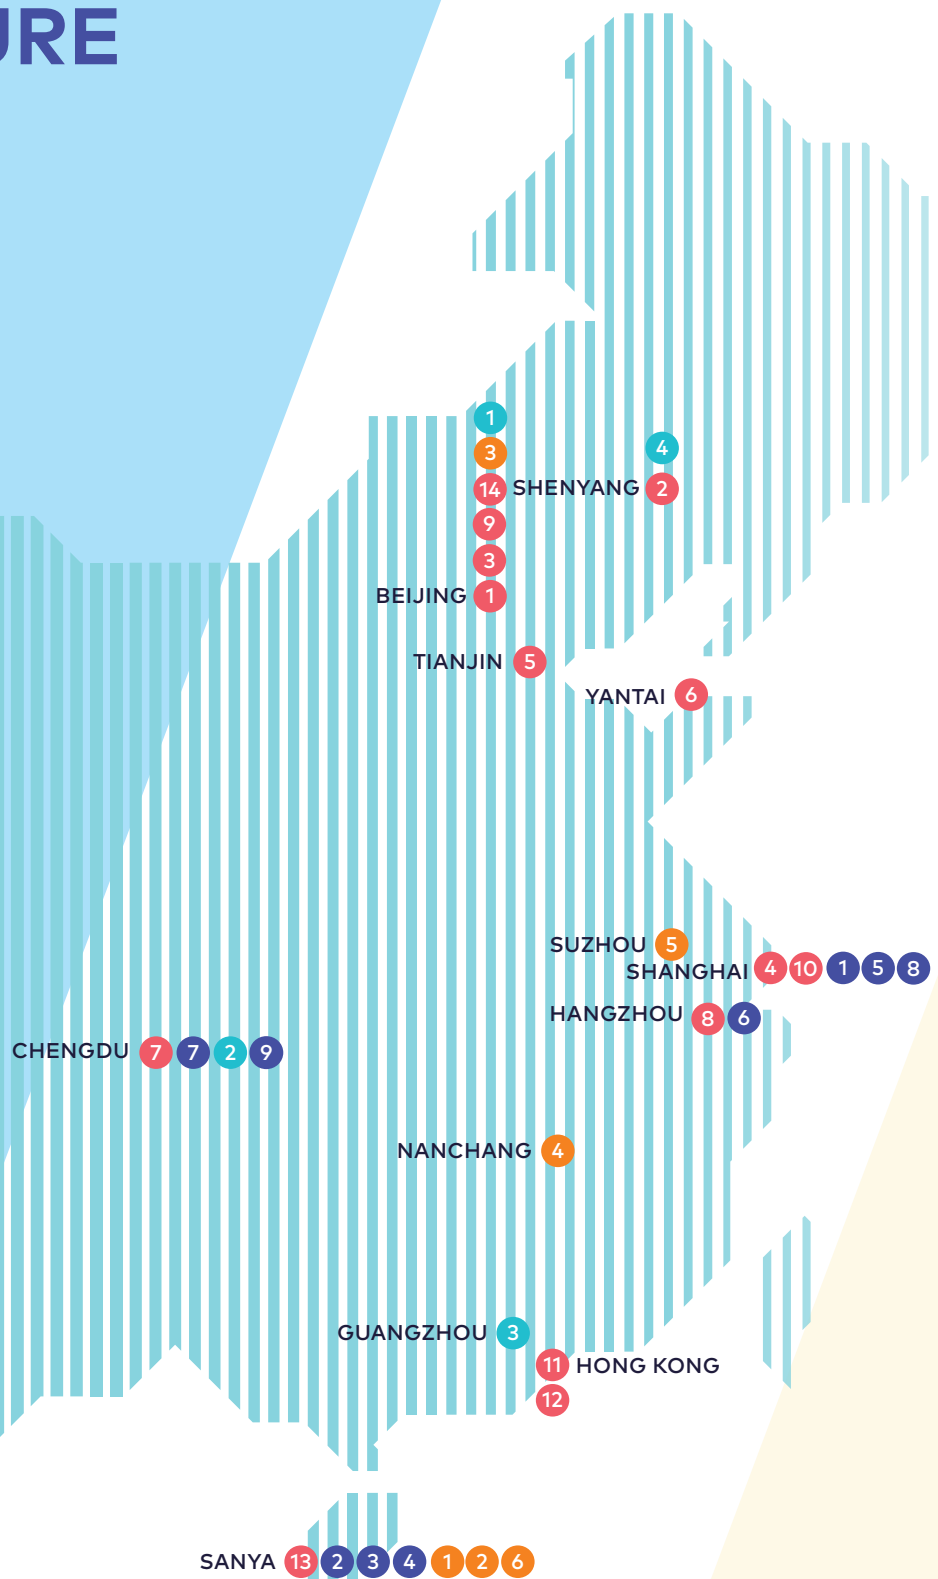 URE
1
3
4
14
SHENYANG 2
9
3
BEIJING 1
TIANJIN 5
YANTAI 6
SUZHOU 5
SHANGHAI 4 10 1 5 8
HANGZHOU 8 6
CHENGDU 7 7 2 9
NANCHANG 4
GUANGZHOU 3
11 HONG KONG
12
SANYA 13 2 3 4 1 2 6